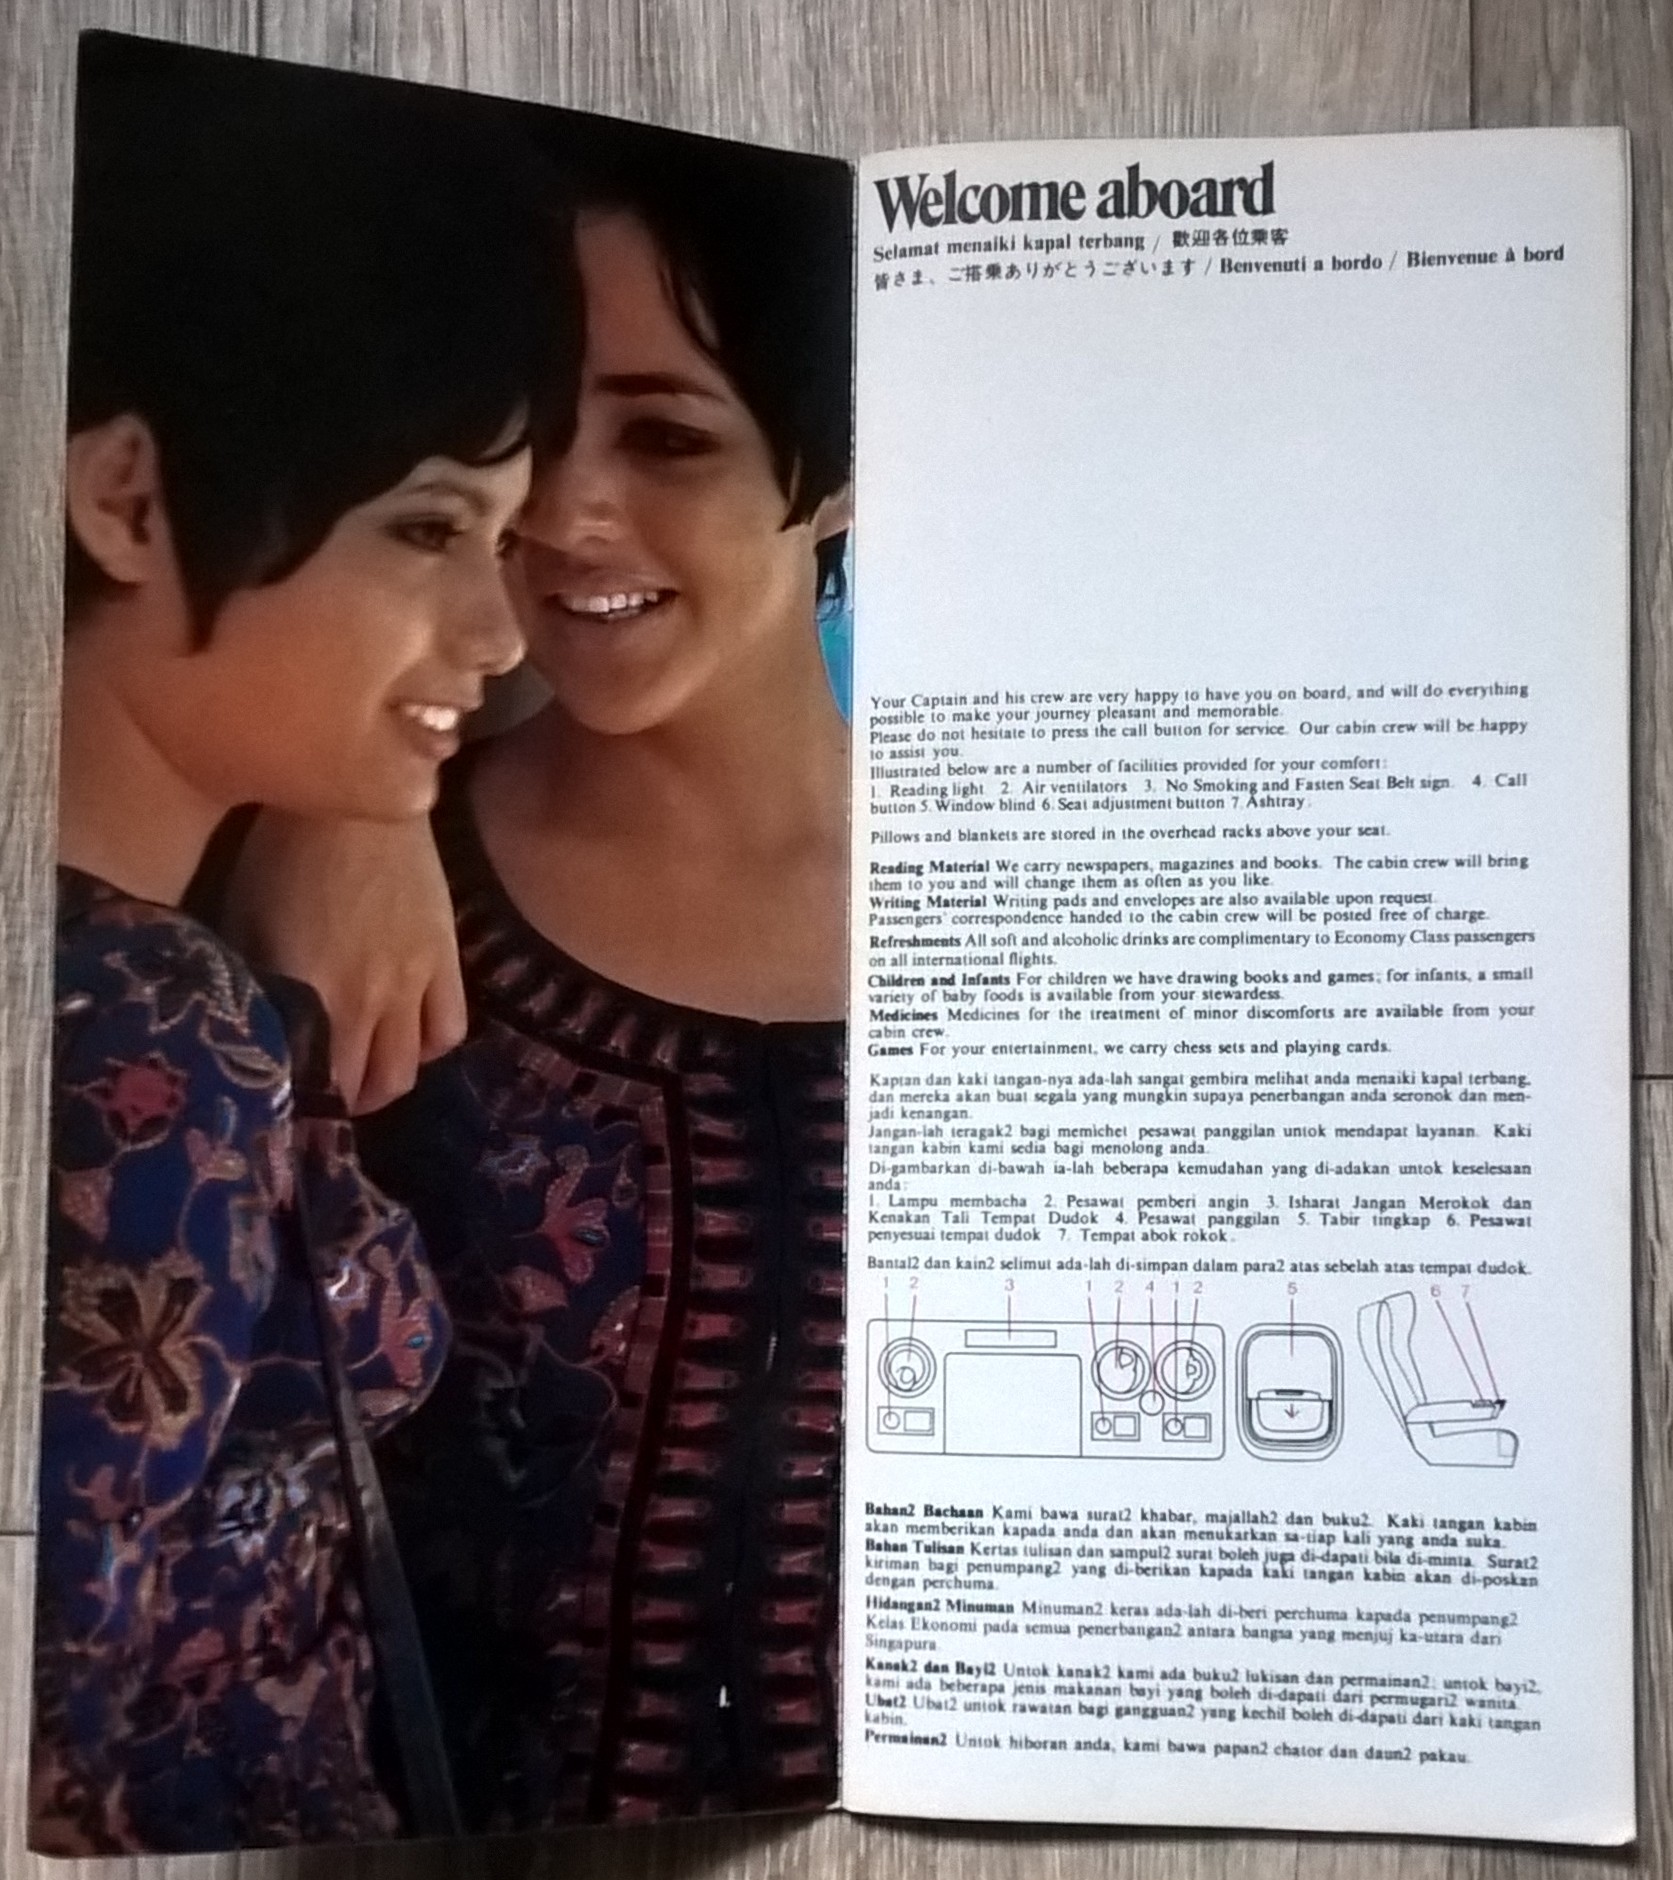 Welcome aboard
Selamat menaiki kapal terbang / 歡迎各位乘客
皆さま、ご搭乗ありがとうございます / Benvenuti a bordo / Bienvenue à bord
Your Captain and his crew are very happy to have you on board, and will do everything
possible to make your journey pleasant and memorable.
Please do not hesitate to press the call button for service. Our cabin crew will be happy
to assist you.
Illustrated below are a number of facilities provided for your comfort:
1. Reading light 2. Air ventilators 3. No Smoking and Fasten Seat Belt sign. 4. Call
button 5. Window blind 6. Seat adjustment button 7. Ashtray.
Pillows and blankets are stored in the overhead racks above your seat.
Reading Material We carry newspapers, magazines and books. The cabin crew will bring
them to you and will change them as often as you like.
Writing Material Writing pads and envelopes are also available upon request.
Passengers' correspondence handed to the cabin crew will be posted free of charge.
Refreshments All soft and alcoholic drinks are complimentary to Economy Class passengers
on all international flights.
Children and Infants For children we have drawing books and games; for infants, a small
variety of baby foods is available from your stewardess.
Medicines Medicines for the treatment of minor discomforts are available from your
cabin crew.
Games For your entertainment, we carry chess sets and playing cards.
Kaptan dan kaki tangan-nya ada-lah sangat gembira melihat anda menaiki kapal terbang,
dan mereka akan buat segala yang mungkin supaya penerbangan anda seronok dan men-
jadi kenangan.
Jangan-lah teragak2 bagi memichet pesawat panggilan untok mendapat layanan. Kaki
tangan kabin kami sedia bagi menolong anda.
Di-gambarkan di-bawah ia-lah beberapa kemudahan yang di-adakan untok keselesaan
anda:
1. Lampu membacha 2. Pesawat pemberi angin 3. Isharat Jangan Merokok dan
Kenakan Tali Tempat Dudok 4. Pesawat panggilan 5. Tabir tingkap 6. Pesawat
penyesuai tempat dudok 7. Tempat abok rokok.
Bantal2 dan kain2 selimut ada-lah di-simpan dalam para2 atas sebelah atas tempat dudok.
1 2 3 1 2 4 1 2 5 6 7
Bahan2 Bachaan Kami bawa surat2 khabar, majallah2 dan buku2. Kaki tangan kabin
akan memberikan kapada anda dan akan menukarkan sa-tiap kali yang anda suka.
Bahan Tulisan Kertas tulisan dan sampul2 surat boleh juga di-dapati bila di-minta. Surat2
kiriman bagi penumpang2 yang di-berikan kapada kaki tangan kabin akan di-poskan
dengan perchuma.
Hidangan2 Minuman Minuman2 keras ada-lah di-beri perchuma kapada penumpang2
Kelas Ekonomi pada semua penerbangan2 antara bangsa yang menjuj ka-utara dari
Singapura.
Kanak2 dan Bayi2 Untok kanak2 kami ada buku2 lukisan dan permainan2; untok bayi2,
kami ada beberapa jenis makanan bayi yang boleh di-dapati dari permugari2 wanita.
Ubat2 Ubat2 untok rawatan bagi gangguan2 yang kechil boleh di-dapati dari kaki tangan
kabin.
Permainan2 Untok hiboran anda, kami bawa papan2 chator dan daun2 pakau.